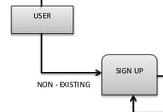 USER
SIGN UP
NON - EXISTING